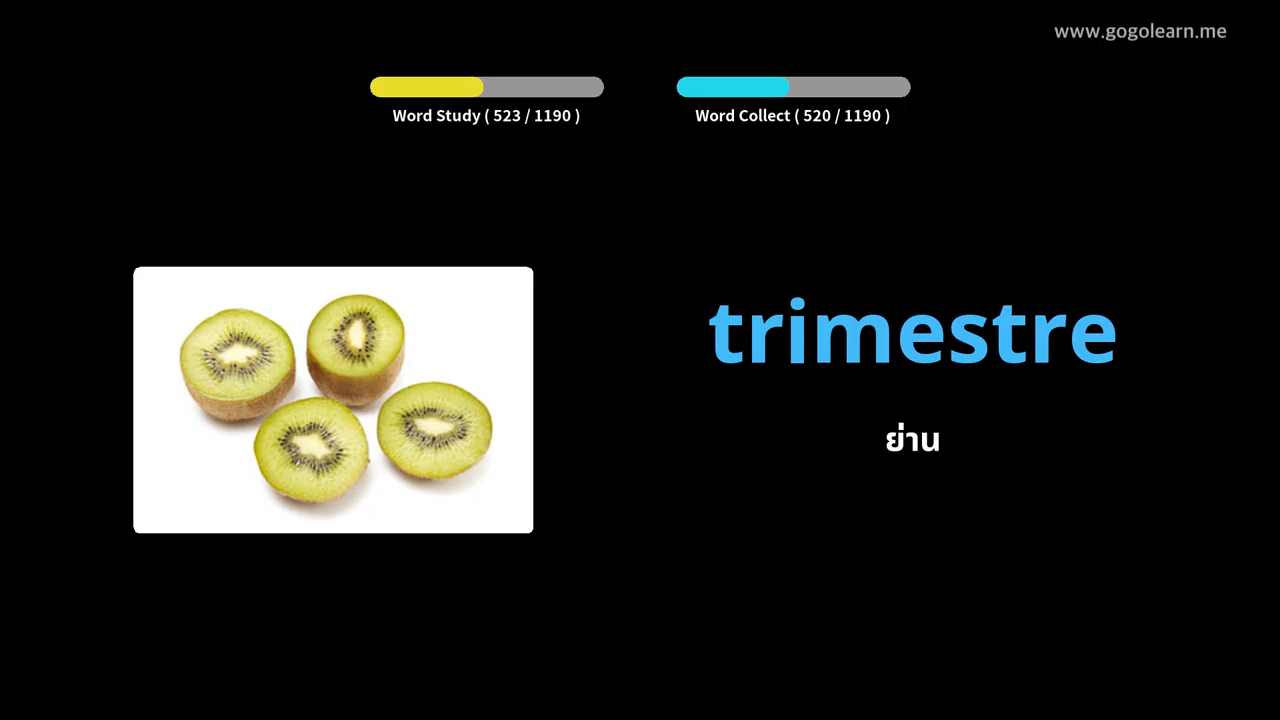 www.gogolearn.me
Word Study ( 523 / 1190 )
Word Collect ( 520 / 1190 )
trimestre
ย่าน